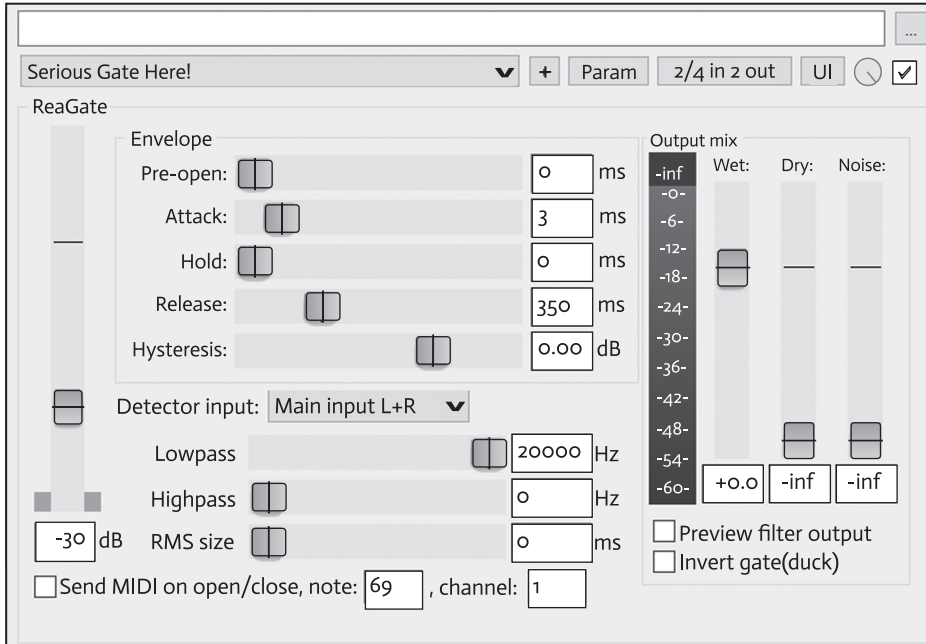 ...
Serious Gate Here! + Param 2/4 in 2 out UI
ReaGate
Envelope
Pre-open: 0 ms
Attack: 3 ms
Hold: 0 ms
Release: 350 ms
Hysteresis: 0.00 dB
Detector input: Main input L+R
Lowpass 20000 Hz
Highpass 0 Hz
-30 dB RMS size 0 ms
Send MIDI on open/close, note: 69 , channel: 1
Output mix
Wet: Dry: Noise:
-inf
-0-
-6-
-12-
-18-
-24-
-30-
-36-
-42-
-48-
-54-
-60-
+0.0 -inf -inf
Preview filter output
Invert gate(duck)